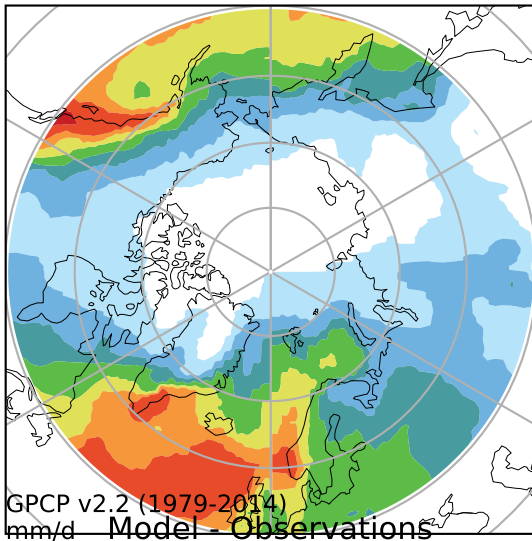 GPCP v2.2 (1979-2014)
mm/d Model - Observations